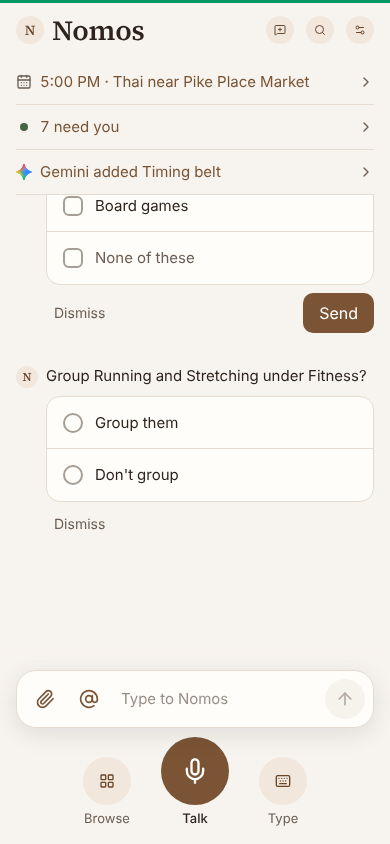 N Nomos
5:00 PM · Thai near Pike Place Market
7 need you
Gemini added Timing belt
Board games
None of these
Dismiss
Send
N Group Running and Stretching under Fitness?
Group them
Don't group
Dismiss
Type to Nomos
Browse
Talk
Type